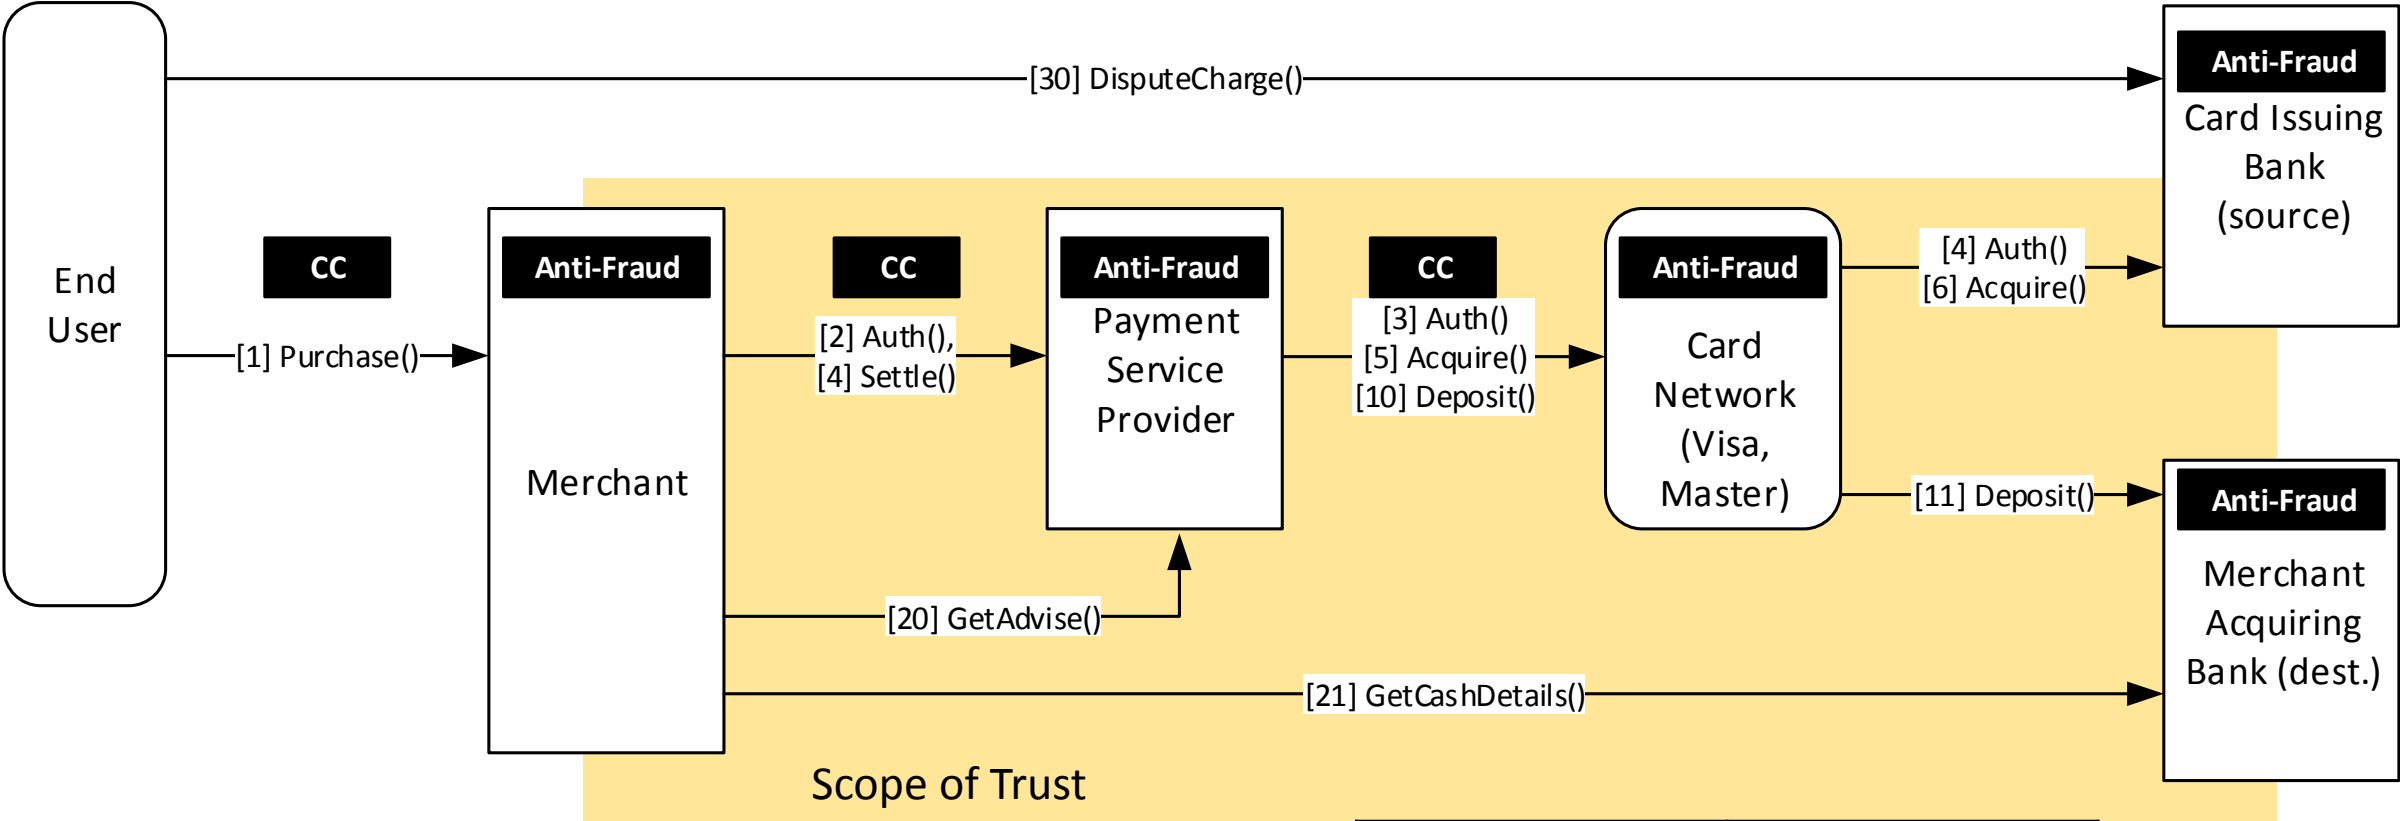 End
User
[30] DisputeCharge()
CC
[1] Purchase()
Anti-Fraud
Merchant
CC
[2] Auth(),
[4] Settle()
Anti-Fraud
Payment
Service
Provider
CC
[3] Auth()
[5] Acquire()
[10] Deposit()
Anti-Fraud
Card
Network
(Visa,
Master)
[4] Auth()
[6] Acquire()
Anti-Fraud
Card Issuing
Bank
(source)
[11] Deposit()
Anti-Fraud
Merchant
Acquiring
Bank (dest.)
[20] GetAdvise()
[21] GetCashDetails()
Scope of Trust